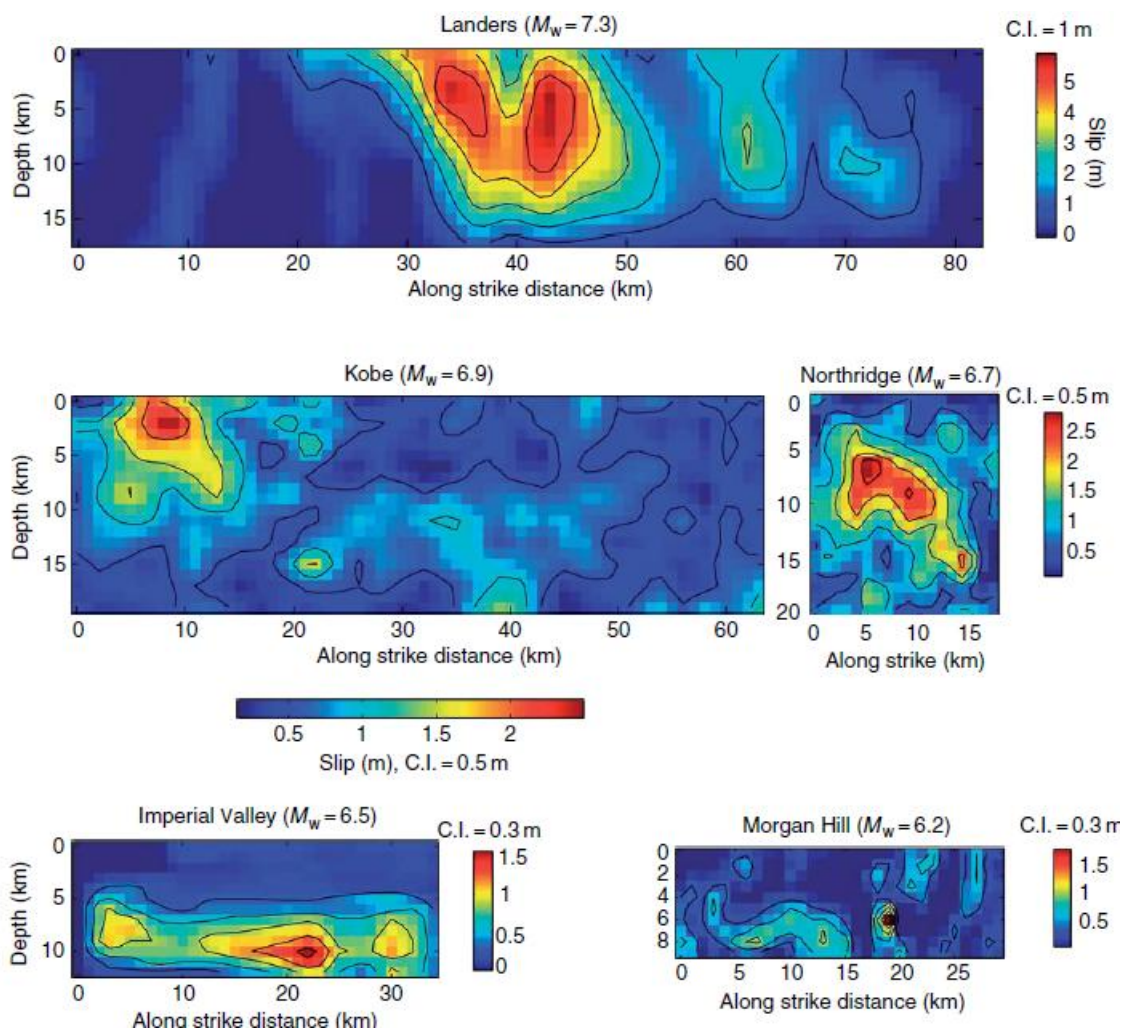 Landers (Mw = 7.3)
C.I. = 1 m
0
5
10
15
Depth (km)
0 10 20 30 40 50 60 70 80
Along strike distance (km)
6
5
4
3
2
1
0
Slip (m)
Kobe (Mw = 6.9)
0
5
10
15
Depth (km)
0 10 20 30 40 50 60
Along strike distance (km)
Northridge (Mw = 6.7)
C.I. = 0.5 m
0
5
10
15
20
0 5 10 15
Along strike (km)
2.5
2
1.5
1
0.5
0.5 1 1.5 2
Slip (m), C.I. = 0.5 m
Imperial Valley (Mw = 6.5)
C.I. = 0.3 m
0
5
10
Depth (km)
0 10 20 30
Along strike distance (km)
1.5
1
0.5
0
Morgan Hill (Mw = 6.2)
C.I. = 0.3 m
0
2
4
6
8
0 5 10 15 20 25
Along strike distance (km)
1.5
1
0.5